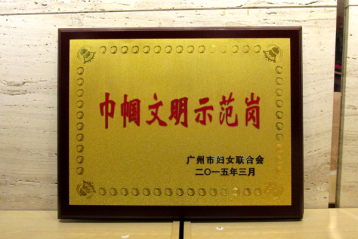 巾帼文明示范岗
广州市妇女联合会
二〇一五年三月